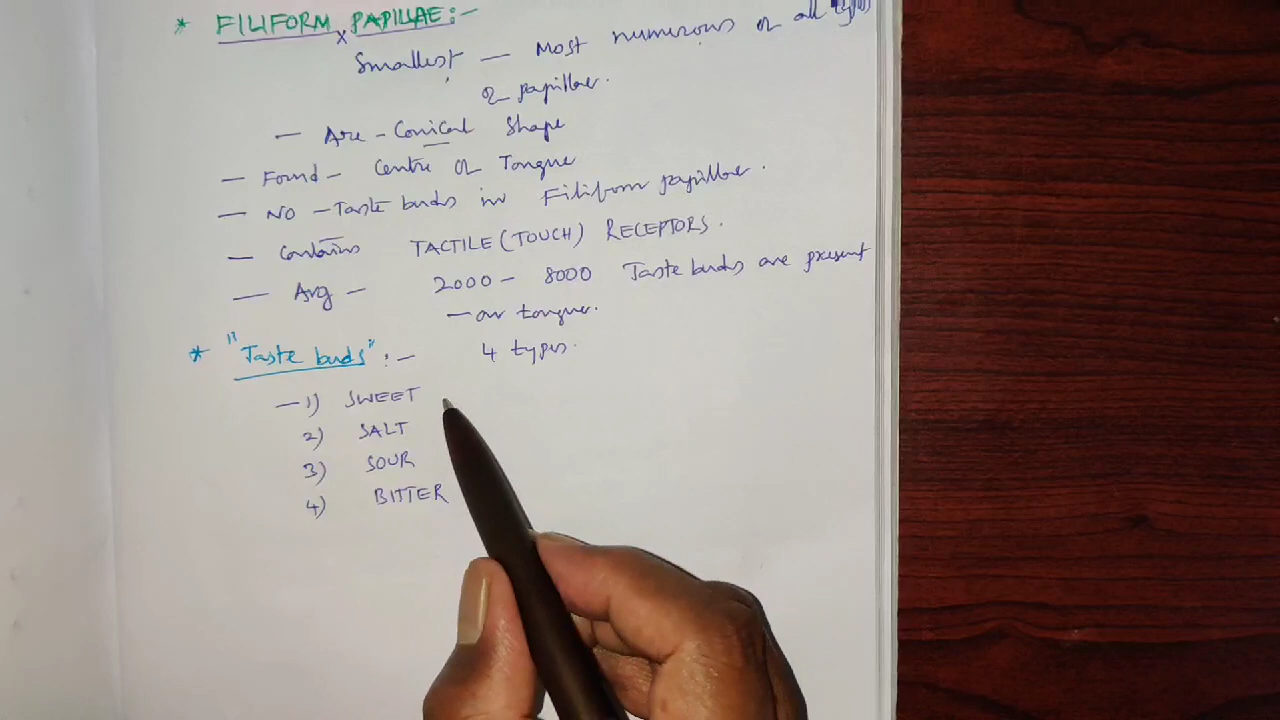 * FILIFORM PAPILLAE:-
x
Smallest — Most numerous of all types
of papillae.
— Are - Conical Shape
— Found - Centre of Tongue
— NO - Taste buds in Filiform papillae.
— Contains TACTILE (TOUCH) RECEPTORS.
— Avg — 2000 - 8000 Taste buds are present
— on tongue.
* "Taste buds" :- 4 types.
— 1) SWEET
2) SALT
3) SOUR
4) BITTER